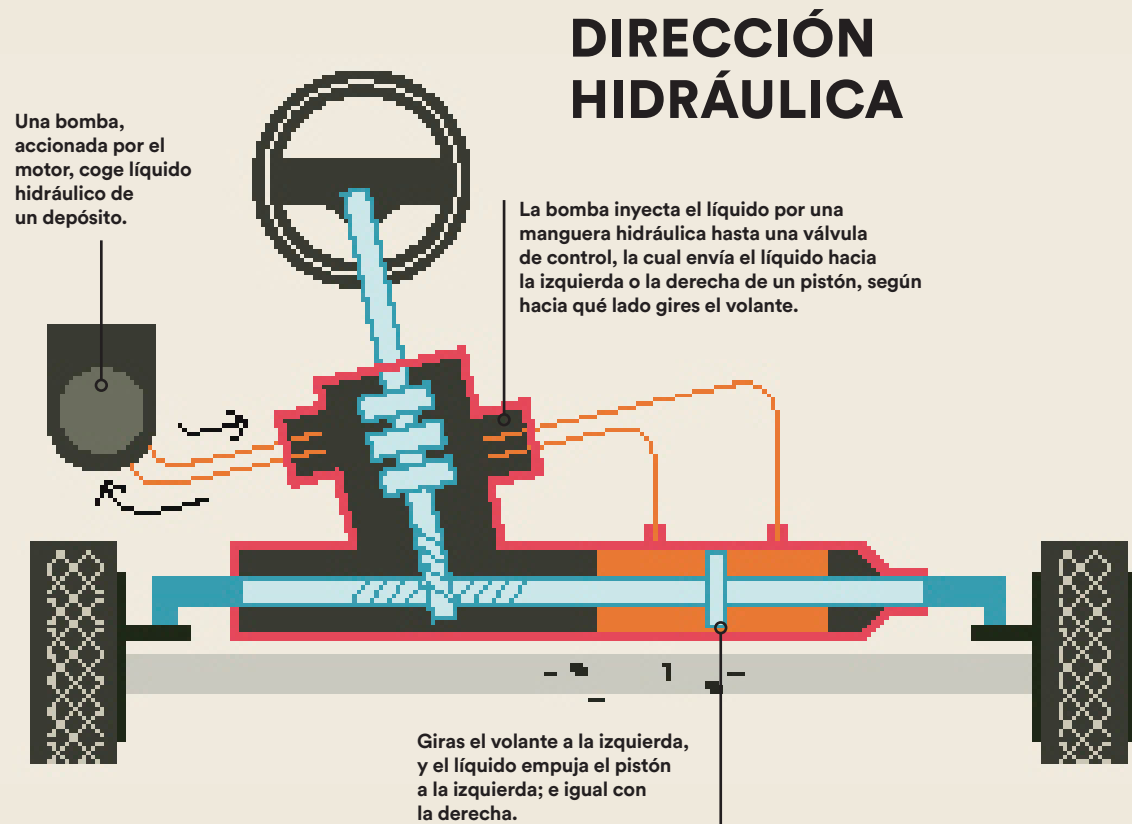 DIRECCIÓN
HIDRÁULICA
Una bomba,
accionada por el
motor, coge líquido
hidráulico de
un depósito.
La bomba inyecta el líquido por una
manguera hidráulica hasta una válvula
de control, la cual envía el líquido hacia
la izquierda o la derecha de un pistón, según
hacia qué lado gires el volante.
Giras el volante a la izquierda,
y el líquido empuja el pistón
a la izquierda; e igual con
la derecha.